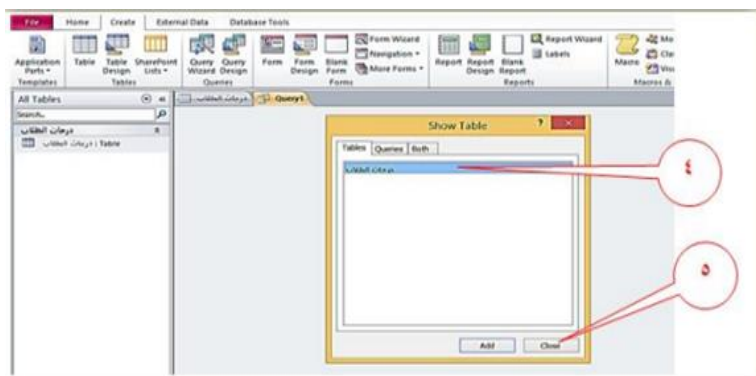 File Home Create External Data Database Tools
Application Parts Table Table Design SharePoint Lists Query Wizard Query Design Form Form Design Blank Form Form Wizard Navigation More Forms Report Report Design Blank Report Report Wizard Labels Macro
Templates Tables Queries Forms Reports Macros &
All Tables
Search..
درجات الطلاب
درجات الطلاب : Table
درجات الطلاب Query1
Show Table
Tables Queries Both
درجات الطلاب
٤
٥
Add Close